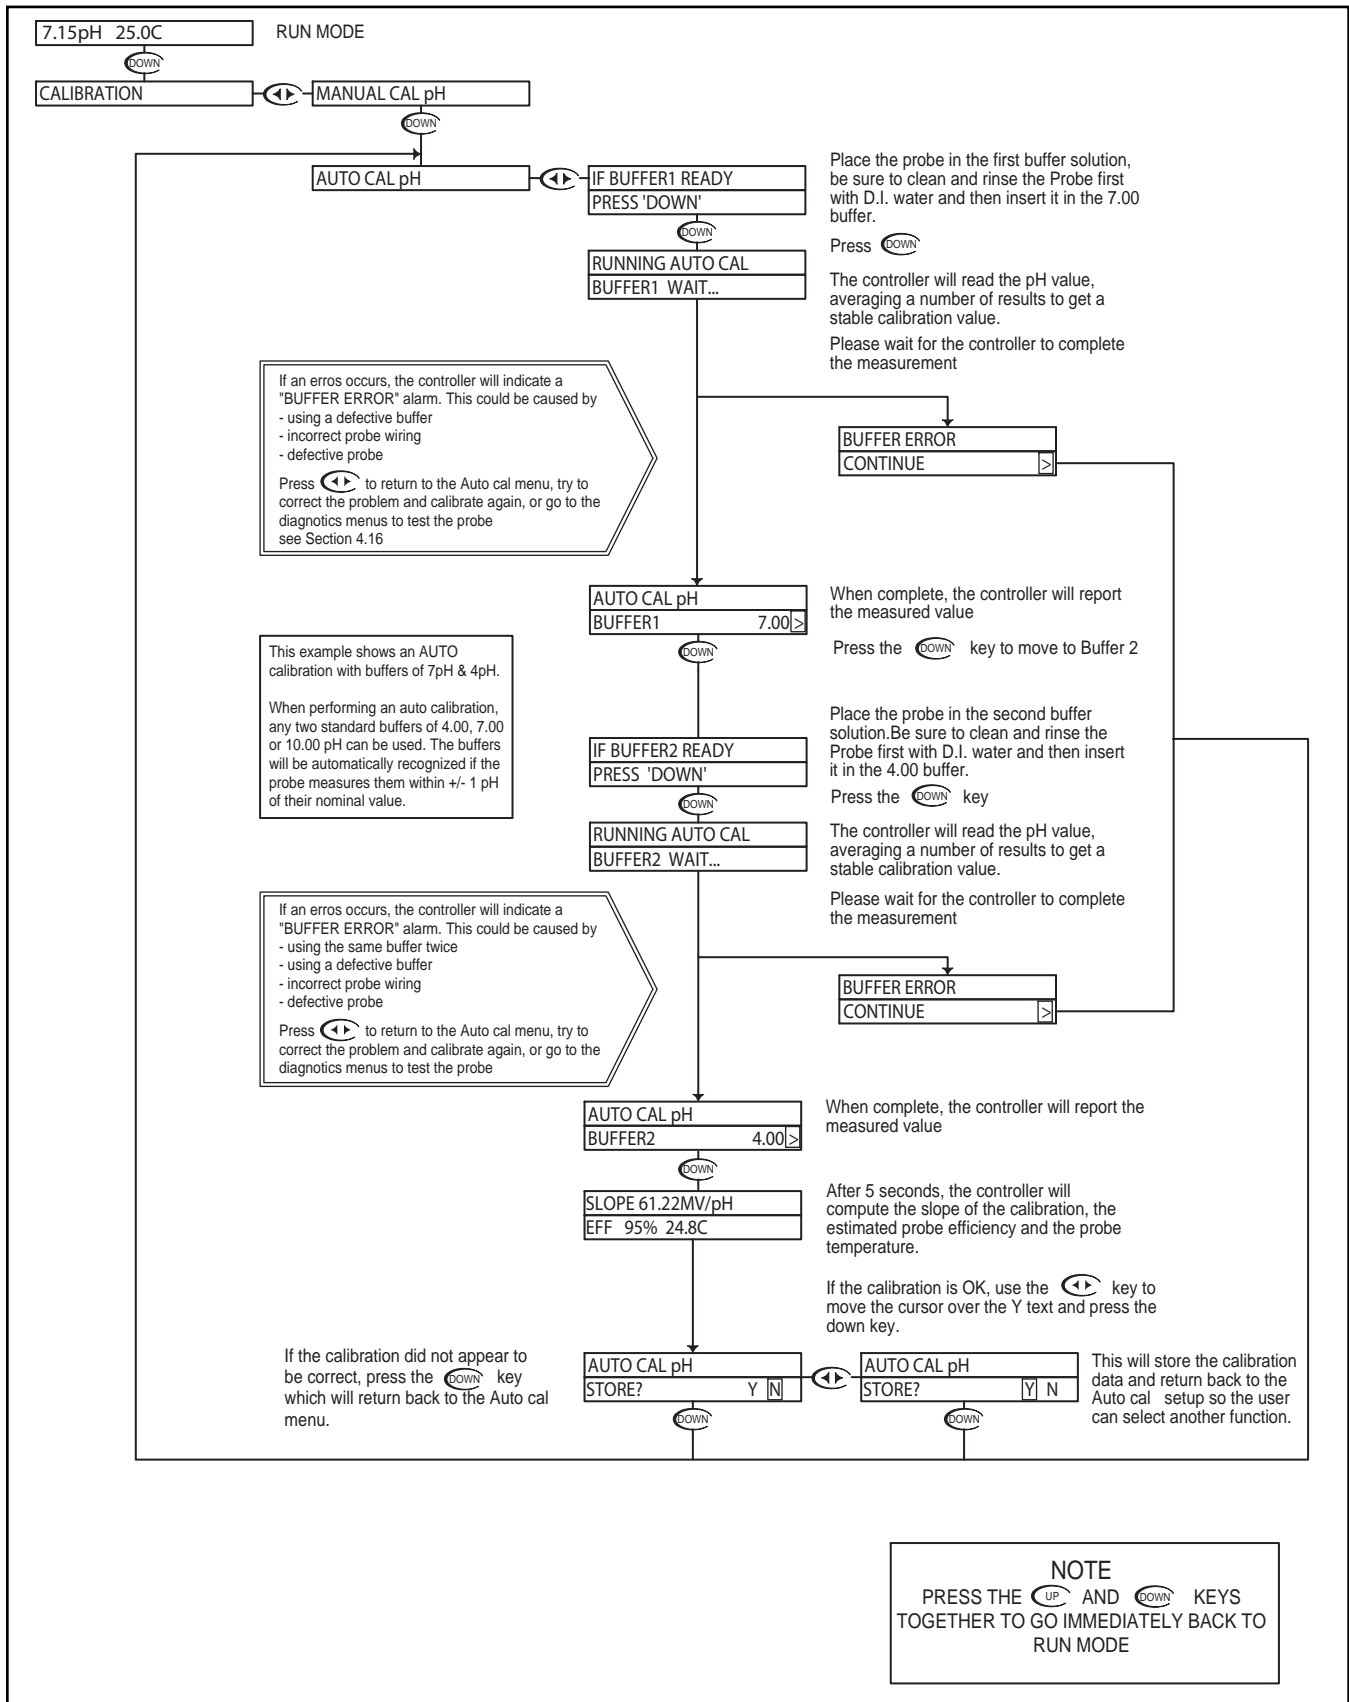 7.15pH 25.0C
RUN MODE
DOWN
CALIBRATION
MANUAL CAL pH
DOWN
AUTO CAL pH
IF BUFFER1 READY
PRESS 'DOWN'
Place the probe in the first buffer solution,
be sure to clean and rinse the Probe first
with D.I. water and then insert it in the 7.00
buffer.
DOWN
Press DOWN
RUNNING AUTO CAL
BUFFER1 WAIT...
The controller will read the pH value,
averaging a number of results to get a
stable calibration value.
Please wait for the controller to complete
the measurement
If an erros occurs, the controller will indicate a
"BUFFER ERROR" alarm. This could be caused by
- using a defective buffer
- incorrect probe wiring
- defective probe
Press to return to the Auto cal menu, try to
correct the problem and calibrate again, or go to the
diagnotics menus to test the probe
see Section 4.16
BUFFER ERROR
CONTINUE >
AUTO CAL pH
BUFFER1 7.00 >
When complete, the controller will report
the measured value
DOWN
Press the DOWN key to move to Buffer 2
This example shows an AUTO
calibration with buffers of 7pH & 4pH.
When performing an auto calibration,
any two standard buffers of 4.00, 7.00
or 10.00 pH can be used. The buffers
will be automatically recognized if the
probe measures them within +/- 1 pH
of their nominal value.
IF BUFFER2 READY
PRESS 'DOWN'
Place the probe in the second buffer
solution.Be sure to clean and rinse the
Probe first with D.I. water and then insert
it in the 4.00 buffer.
DOWN
Press the DOWN key
RUNNING AUTO CAL
BUFFER2 WAIT...
The controller will read the pH value,
averaging a number of results to get a
stable calibration value.
Please wait for the controller to complete
the measurement
If an erros occurs, the controller will indicate a
"BUFFER ERROR" alarm. This could be caused by
- using the same buffer twice
- using a defective buffer
- incorrect probe wiring
- defective probe
Press to return to the Auto cal menu, try to
correct the problem and calibrate again, or go to the
diagnotics menus to test the probe
BUFFER ERROR
CONTINUE >
AUTO CAL pH
BUFFER2 4.00 >
When complete, the controller will report the
measured value
DOWN
SLOPE 61.22MV/pH
EFF 95% 24.8C
After 5 seconds, the controller will
compute the slope of the calibration, the
estimated probe efficiency and the probe
temperature.
If the calibration is OK, use the key to
move the cursor over the Y text and press the
down key.
If the calibration did not appear to
be correct, press the DOWN key
which will return back to the Auto cal
menu.
AUTO CAL pH
STORE? Y N
DOWN
AUTO CAL pH
STORE? Y N
DOWN
This will store the calibration
data and return back to the
Auto cal setup so the user
can select another function.
NOTE
PRESS THE UP AND DOWN KEYS
TOGETHER TO GO IMMEDIATELY BACK TO
RUN MODE